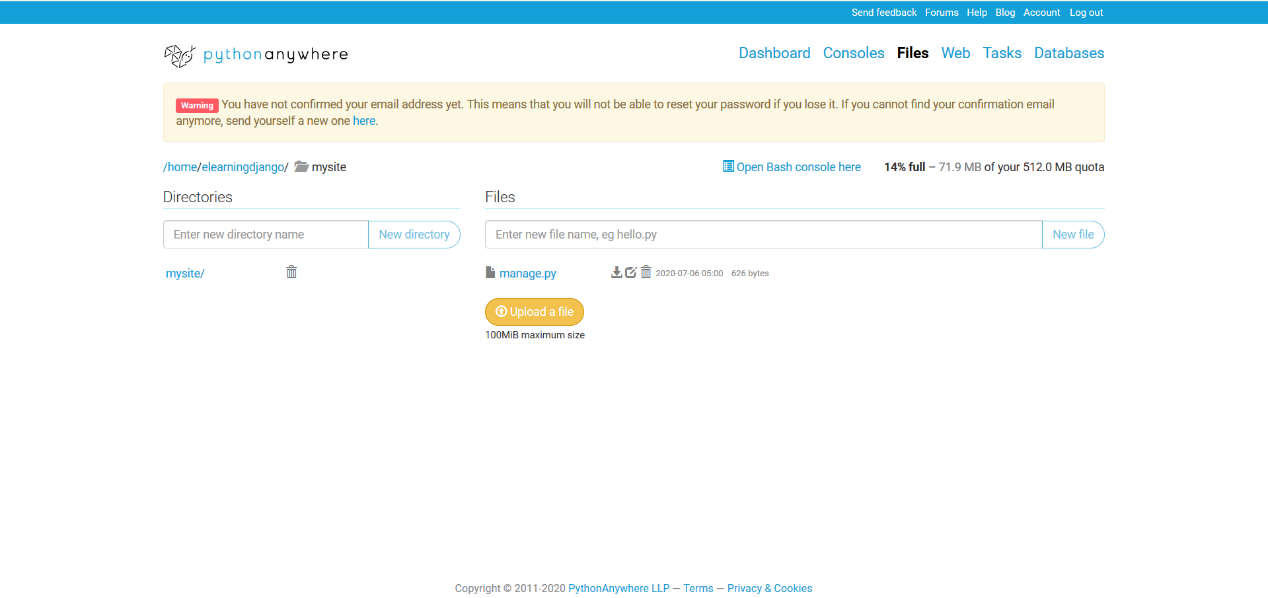 Send feedback Forums Help Blog Account Log out
pythonanywhere
Dashboard Consoles Files Web Tasks Databases
Warning You have not confirmed your email address yet. This means that you will not be able to reset your password if you lose it. If you cannot find your confirmation email
anymore, send yourself a new one here.
/home/elearningdjango/ mysite
Open Bash console here
14% full – 71.9 MB of your 512.0 MB quota
Directories
Enter new directory name New directory
mysite/
Files
Enter new file name, eg hello.py New file
manage.py 2020-07-06 05:00 626 bytes
Upload a file
100MiB maximum size
Copyright © 2011-2020 PythonAnywhere LLP — Terms — Privacy & Cookies